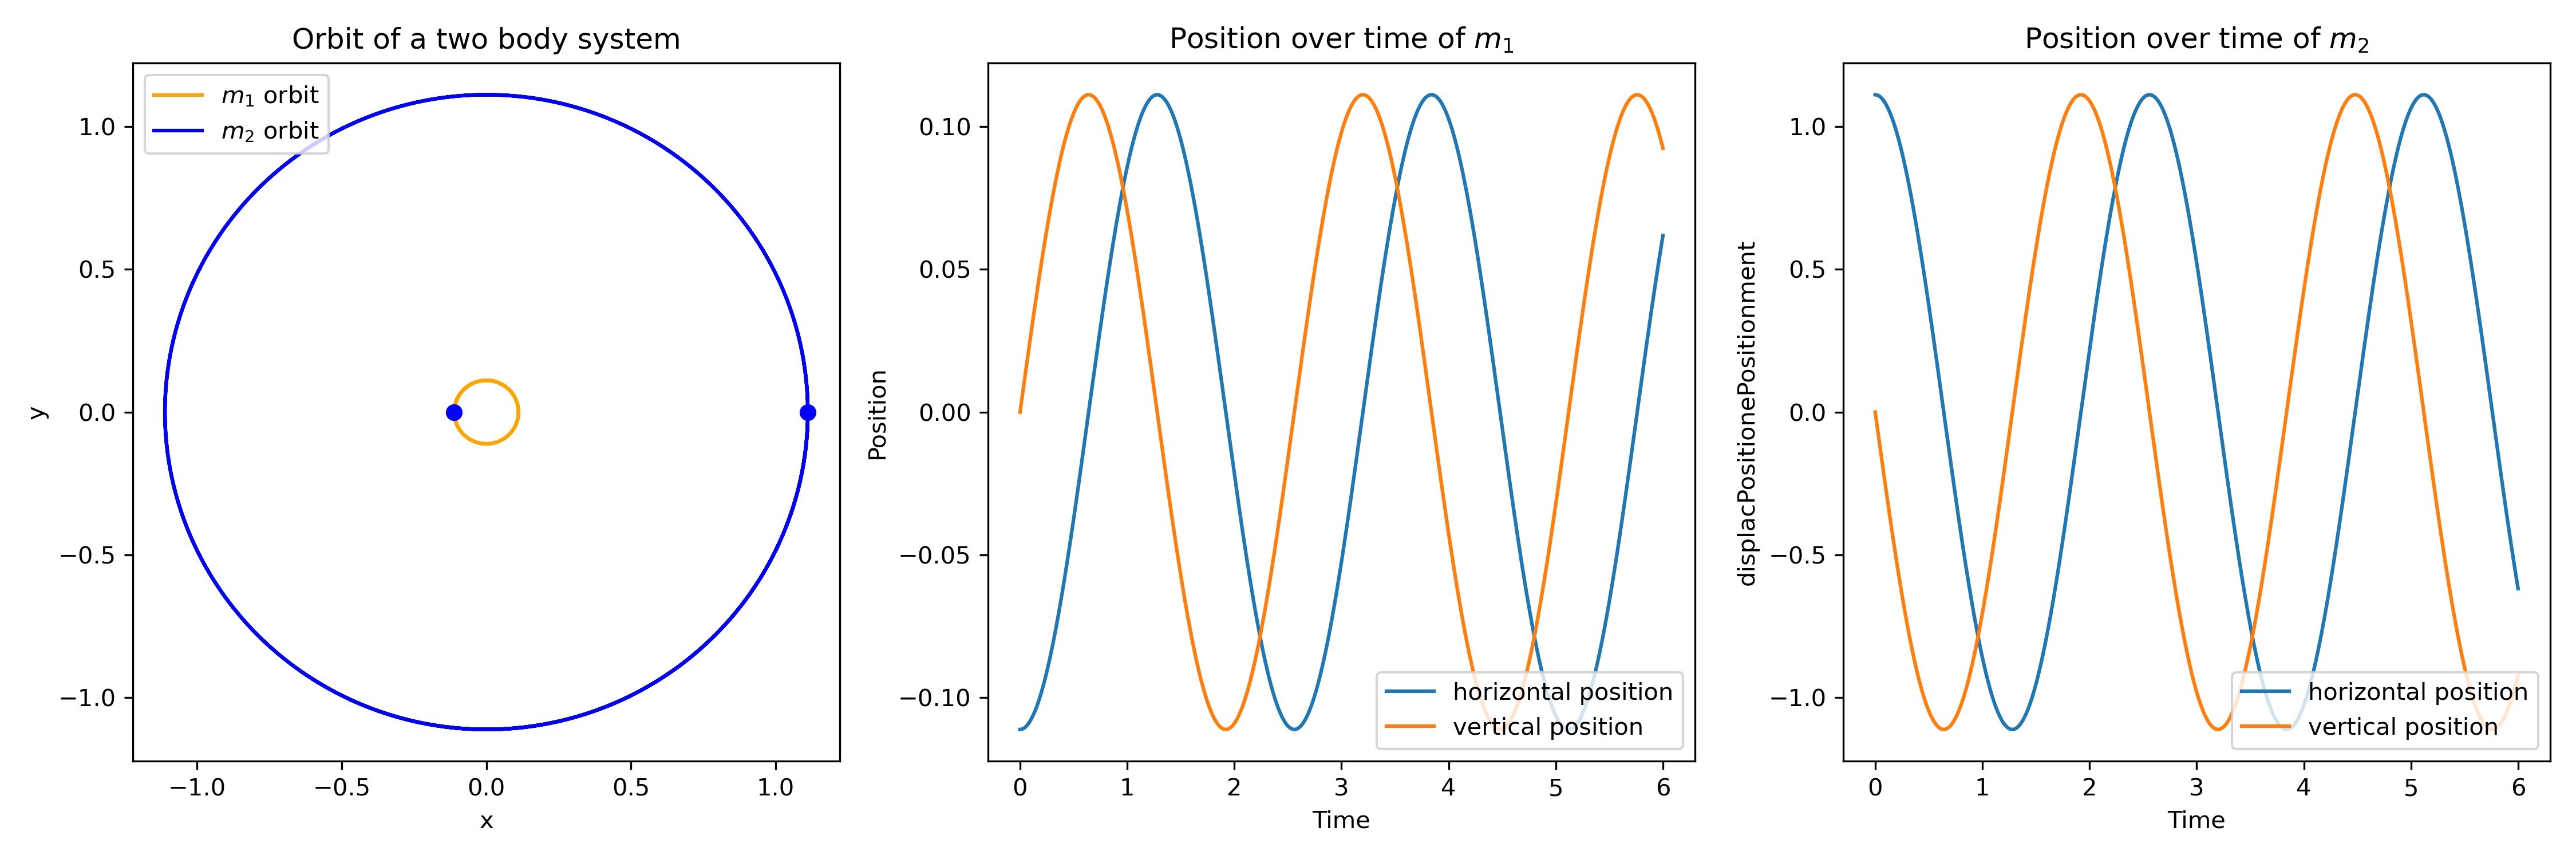 Orbit of a two body system
m₁ orbit
m₂ orbit
1.0
0.5
0.0
−0.5
−1.0
y
−1.0 −0.5 0.0 0.5 1.0
x
Position over time of m₁
0.10
0.05
0.00
−0.05
−0.10
Position
horizontal position
vertical position
0 1 2 3 4 5 6
Time
Position over time of m₂
1.0
0.5
0.0
−0.5
−1.0
displacPositionePositionment
horizontal position
vertical position
0 1 2 3 4 5 6
Time